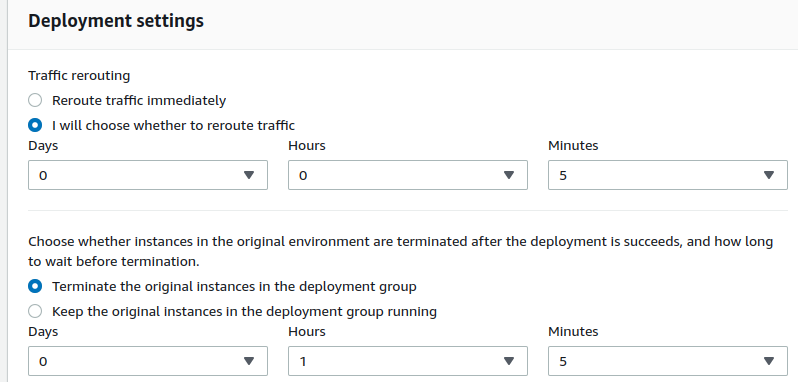 Deployment settings
Traffic rerouting
Reroute traffic immediately
I will choose whether to reroute traffic
Days Hours Minutes
0 0 5
Choose whether instances in the original environment are terminated after the deployment is succeeds, and how long
to wait before termination.
Terminate the original instances in the deployment group
Keep the original instances in the deployment group running
Days Hours Minutes
0 1 5